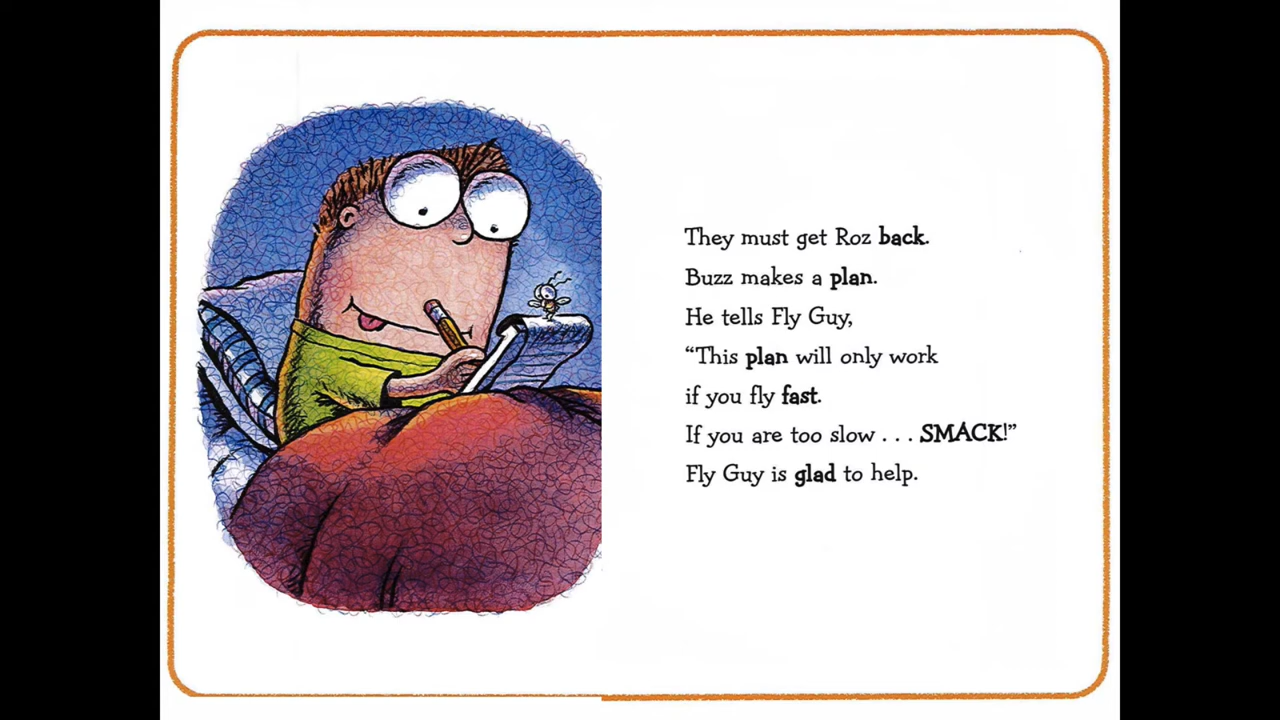 They must get Roz back.
Buzz makes a plan.
He tells Fly Guy,
“This plan will only work
if you fly fast.
If you are too slow . . . SMACK!”
Fly Guy is glad to help.